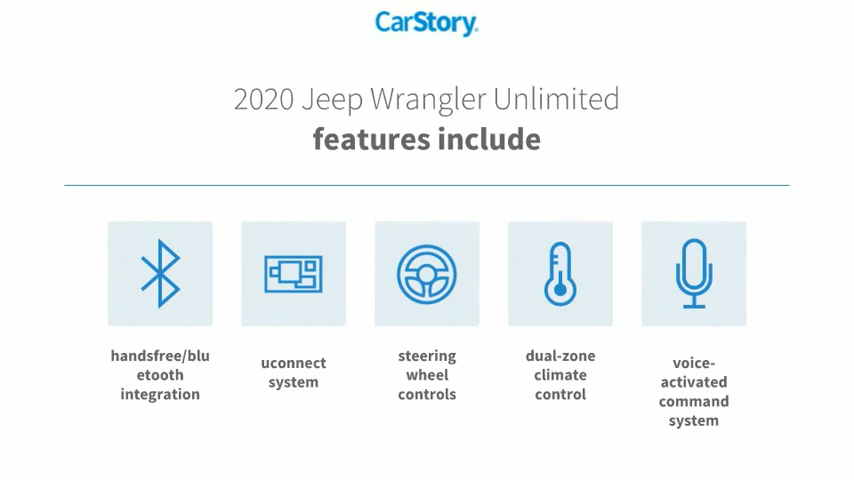 CarStory
2020 Jeep Wrangler Unlimited
features include
handsfree/blu
etooth
integration
uconnect
system
steering
wheel
controls
dual-zone
climate
control
voice-
activated
command
system